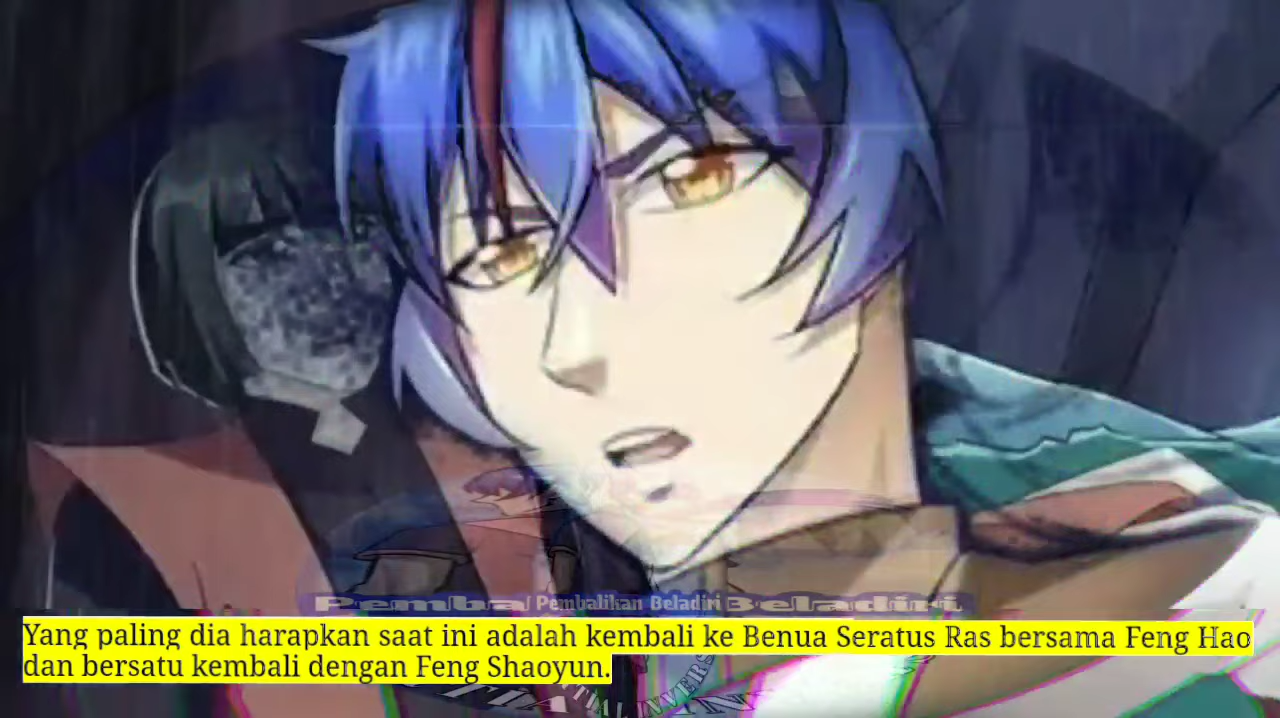 Pembalikan Beladiri
Yang paling dia harapkan saat ini adalah kembali ke Benua Seratus Ras bersama Feng Hao
dan bersatu kembali dengan Feng Shaoyun.